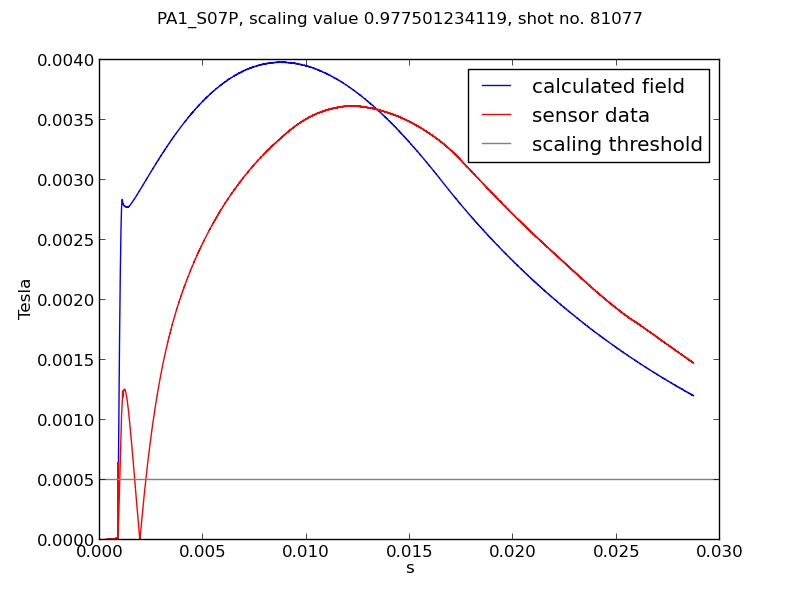 PA1_S07P, scaling value 0.977501234119, shot no. 81077
calculated field
sensor data
scaling threshold
Tesla
0.0040
0.0035
0.0030
0.0025
0.0020
0.0015
0.0010
0.0005
0.0000
0.000
0.005
0.010
0.015
0.020
0.025
0.030
s